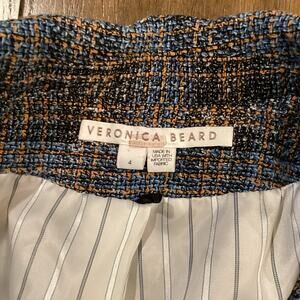 VERONICA BEARD
4
MADE IN
USA WITH
IMPORTED
FABRIC